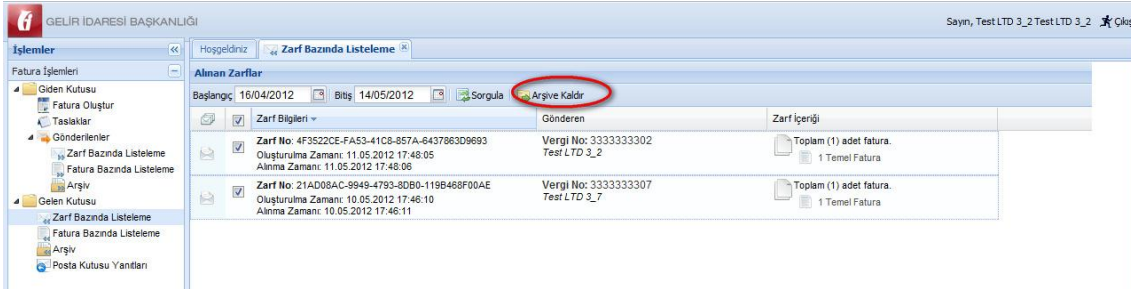 GELİR İDARESİ BAŞKANLIĞI
Sayın, Test LTD 3_2 Test LTD 3_2 Çıkış
İşlemler
Hoşgeldiniz
Zarf Bazında Listeleme
Fatura İşlemleri
Giden Kutusu
Fatura Oluştur
Taslaklar
Gönderilenler
Zarf Bazında Listeleme
Fatura Bazında Listeleme
Arşiv
Gelen Kutusu
Zarf Bazında Listeleme
Fatura Bazında Listeleme
Arşiv
Posta Kutusu Yanıtları
Alınan Zarflar
Başlangıç 16/04/2012 Bitiş 14/05/2012 Sorgula Arşive Kaldır
Zarf Bilgileri Gönderen Zarf İçeriği
Zarf No: 4F3522CE-FA53-41C8-857A-6437863D9693
Oluşturulma Zamanı: 11.05.2012 17:48:05
Alınma Zamanı: 11.05.2012 17:48:06
Vergi No: 3333333302
Test LTD 3_2
Toplam (1) adet fatura.
1 Temel Fatura
Zarf No: 21AD08AC-9949-4793-8DB0-119B468F00AE
Oluşturulma Zamanı: 10.05.2012 17:46:10
Alınma Zamanı: 10.05.2012 17:46:11
Vergi No: 3333333307
Test LTD 3_7
Toplam (1) adet fatura.
1 Temel Fatura